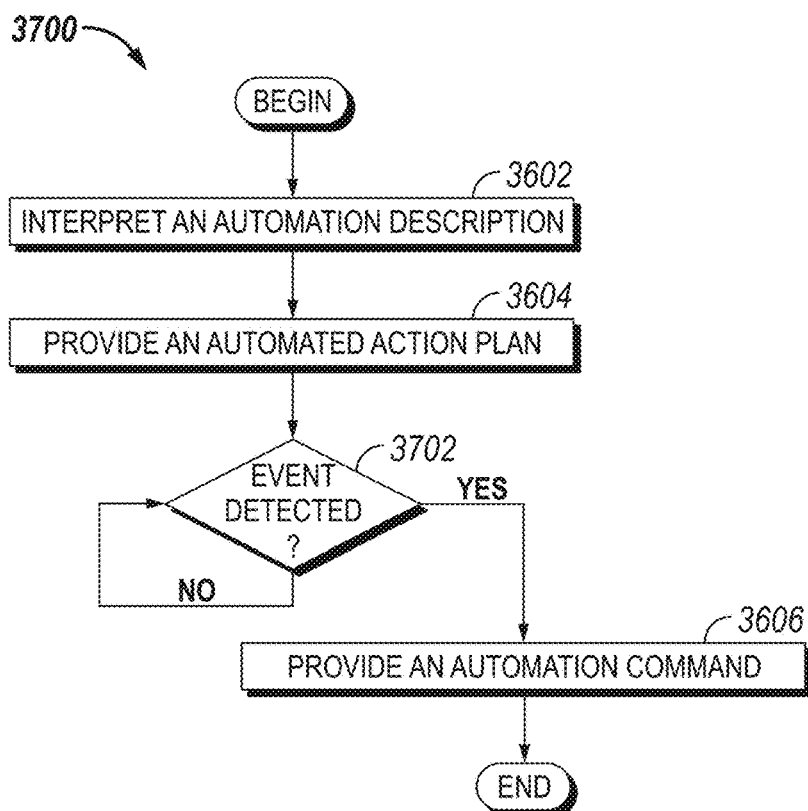 3700
BEGIN
3602
INTERPRET AN AUTOMATION DESCRIPTION
3604
PROVIDE AN AUTOMATED ACTION PLAN
3702
EVENT
DETECTED
?
YES
NO
3606
PROVIDE AN AUTOMATION COMMAND
END